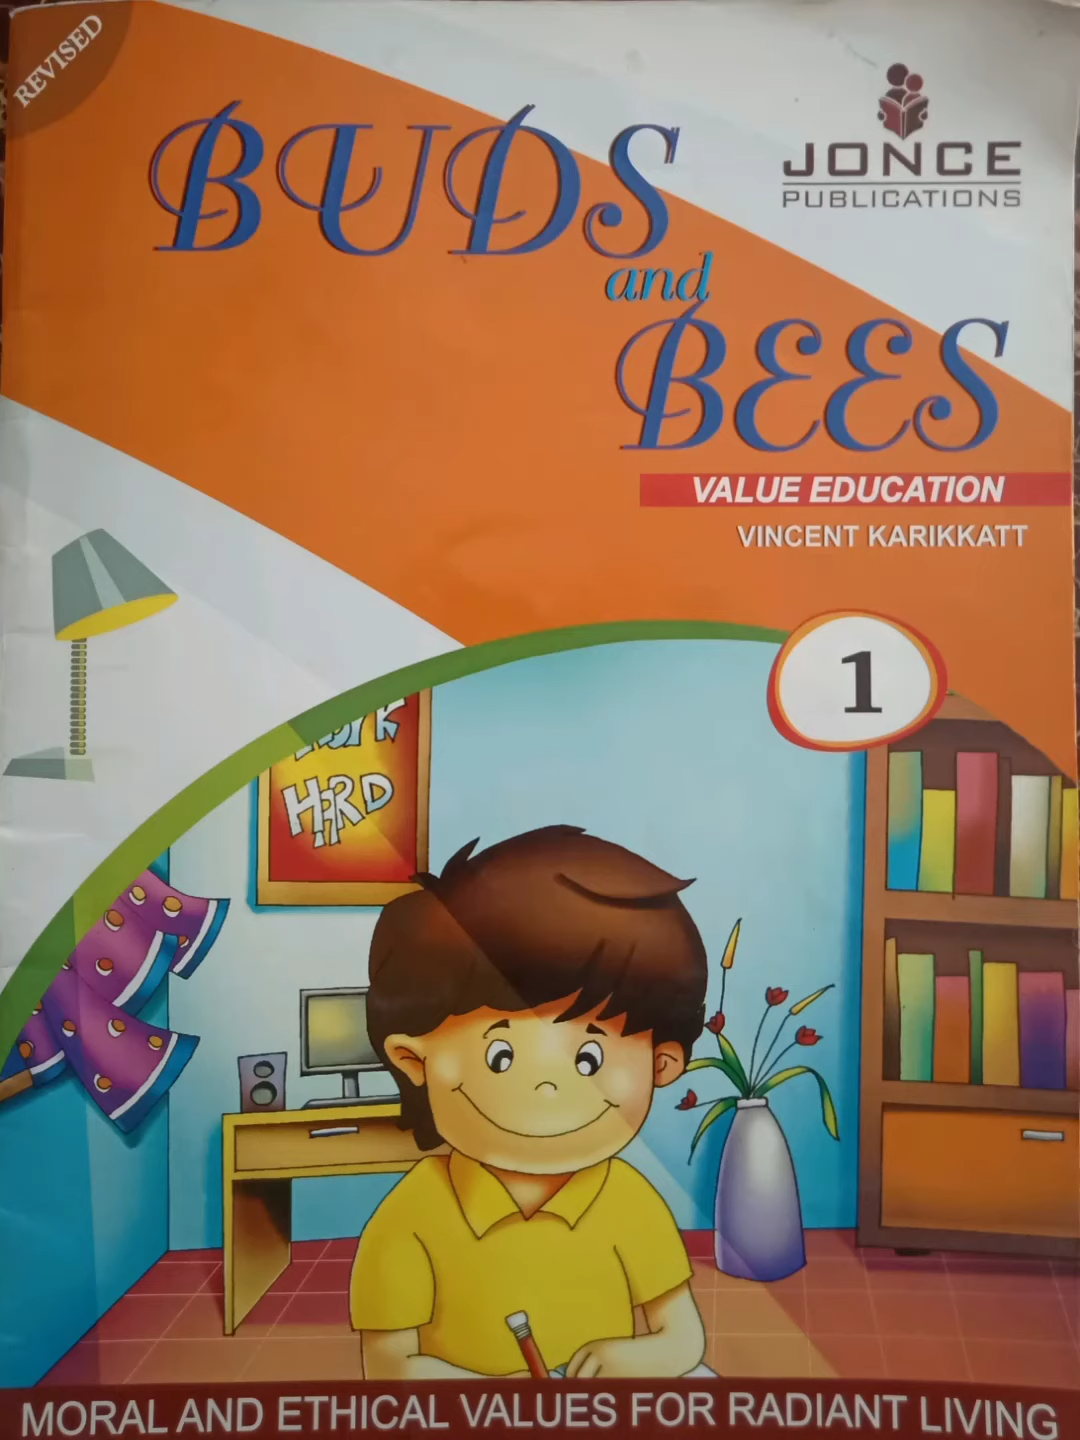 REVISED
JONCE
PUBLICATIONS
BUDS
and
BEES
VALUE EDUCATION
VINCENT KARIKKATT
1
HARD
MORAL AND ETHICAL VALUES FOR RADIANT LIVING